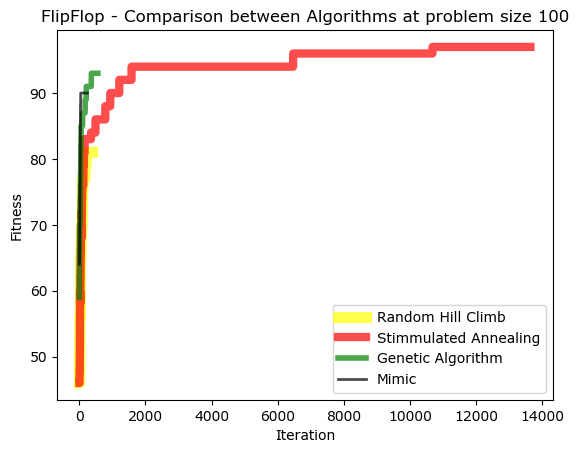 FlipFlop - Comparison between Algorithms at problem size 100
Fitness
90
80
70
60
50
0 2000 4000 6000 8000 10000 12000 14000
Iteration
Random Hill Climb
Stimmulated Annealing
Genetic Algorithm
Mimic